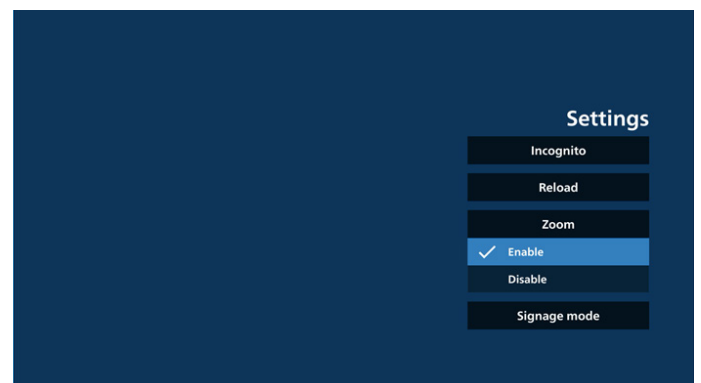 Settings
Incognito
Reload
Zoom
Enable
Disable
Signage mode